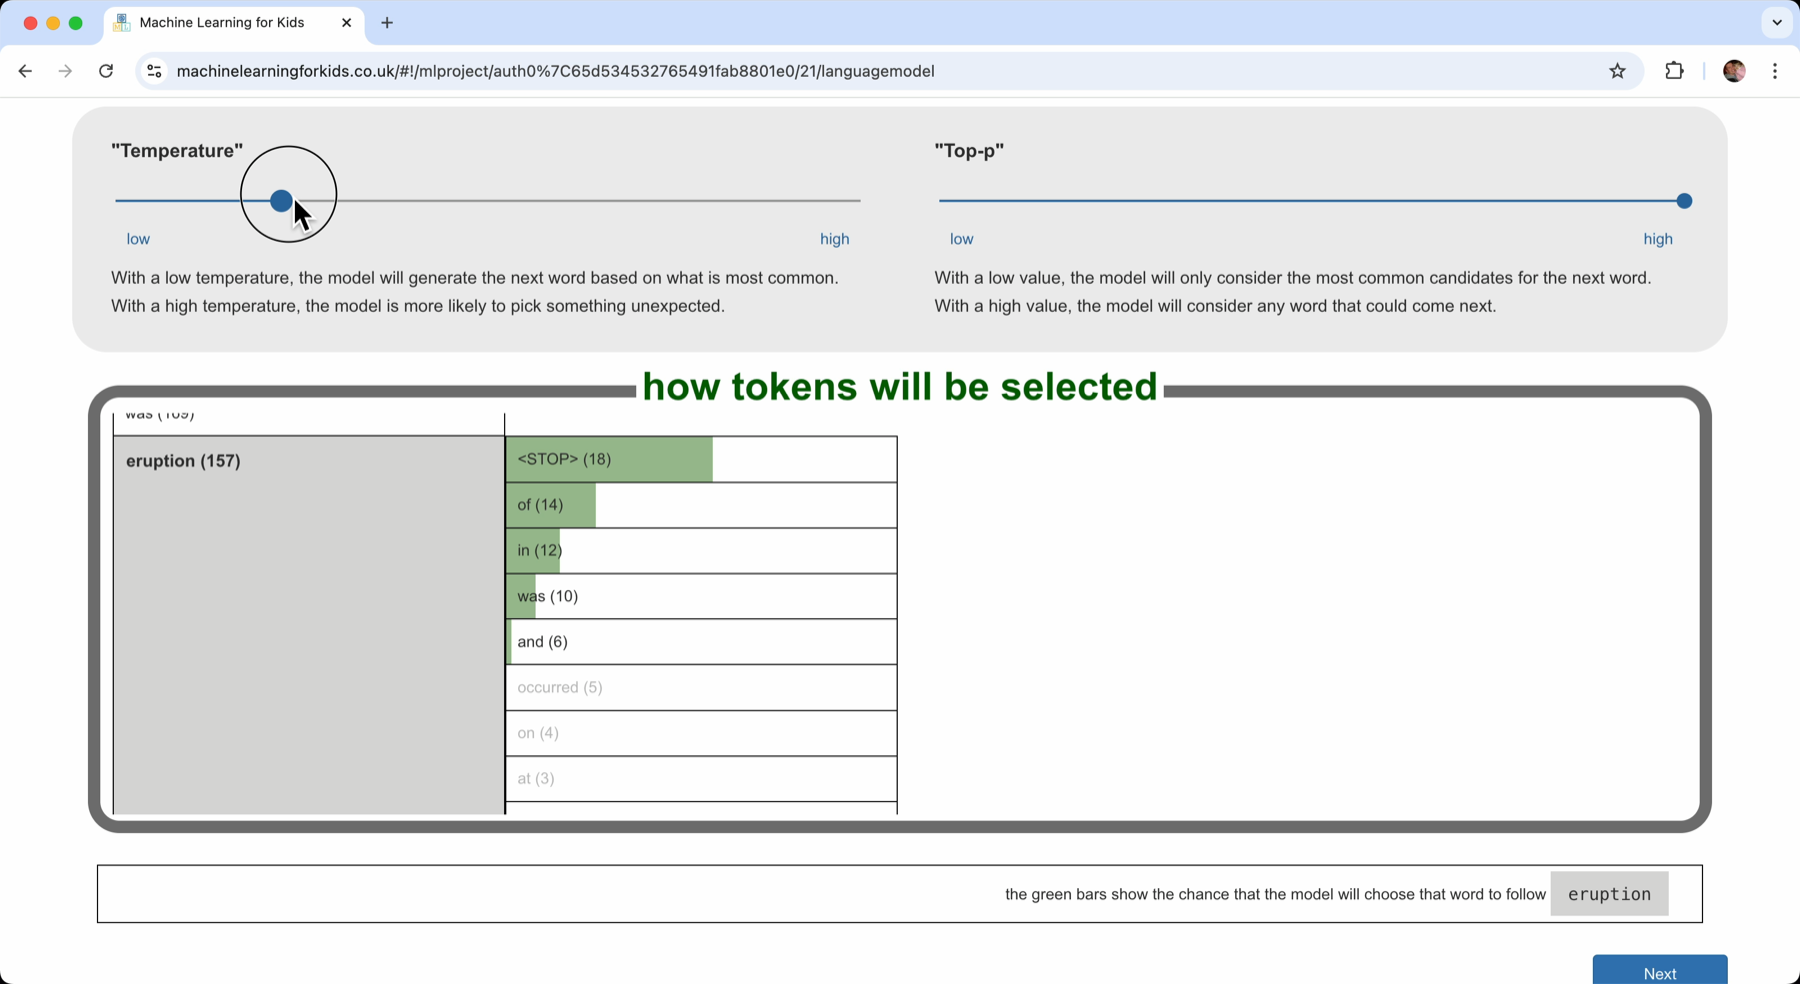 Machine Learning for Kids
machinelearningforkids.co.uk/#!/mlproject/auth0%7C65d534532765491fab8801e0/21/languagemodel
"Temperature"
low high
With a low temperature, the model will generate the next word based on what is most common.
With a high temperature, the model is more likely to pick something unexpected.
"Top-p"
low high
With a low value, the model will only consider the most common candidates for the next word.
With a high value, the model will consider any word that could come next.
how tokens will be selected
was (109)
eruption (157)
<STOP> (18)
of (14)
in (12)
was (10)
and (6)
occurred (5)
on (4)
at (3)
the green bars show the chance that the model will choose that word to follow eruption
Next